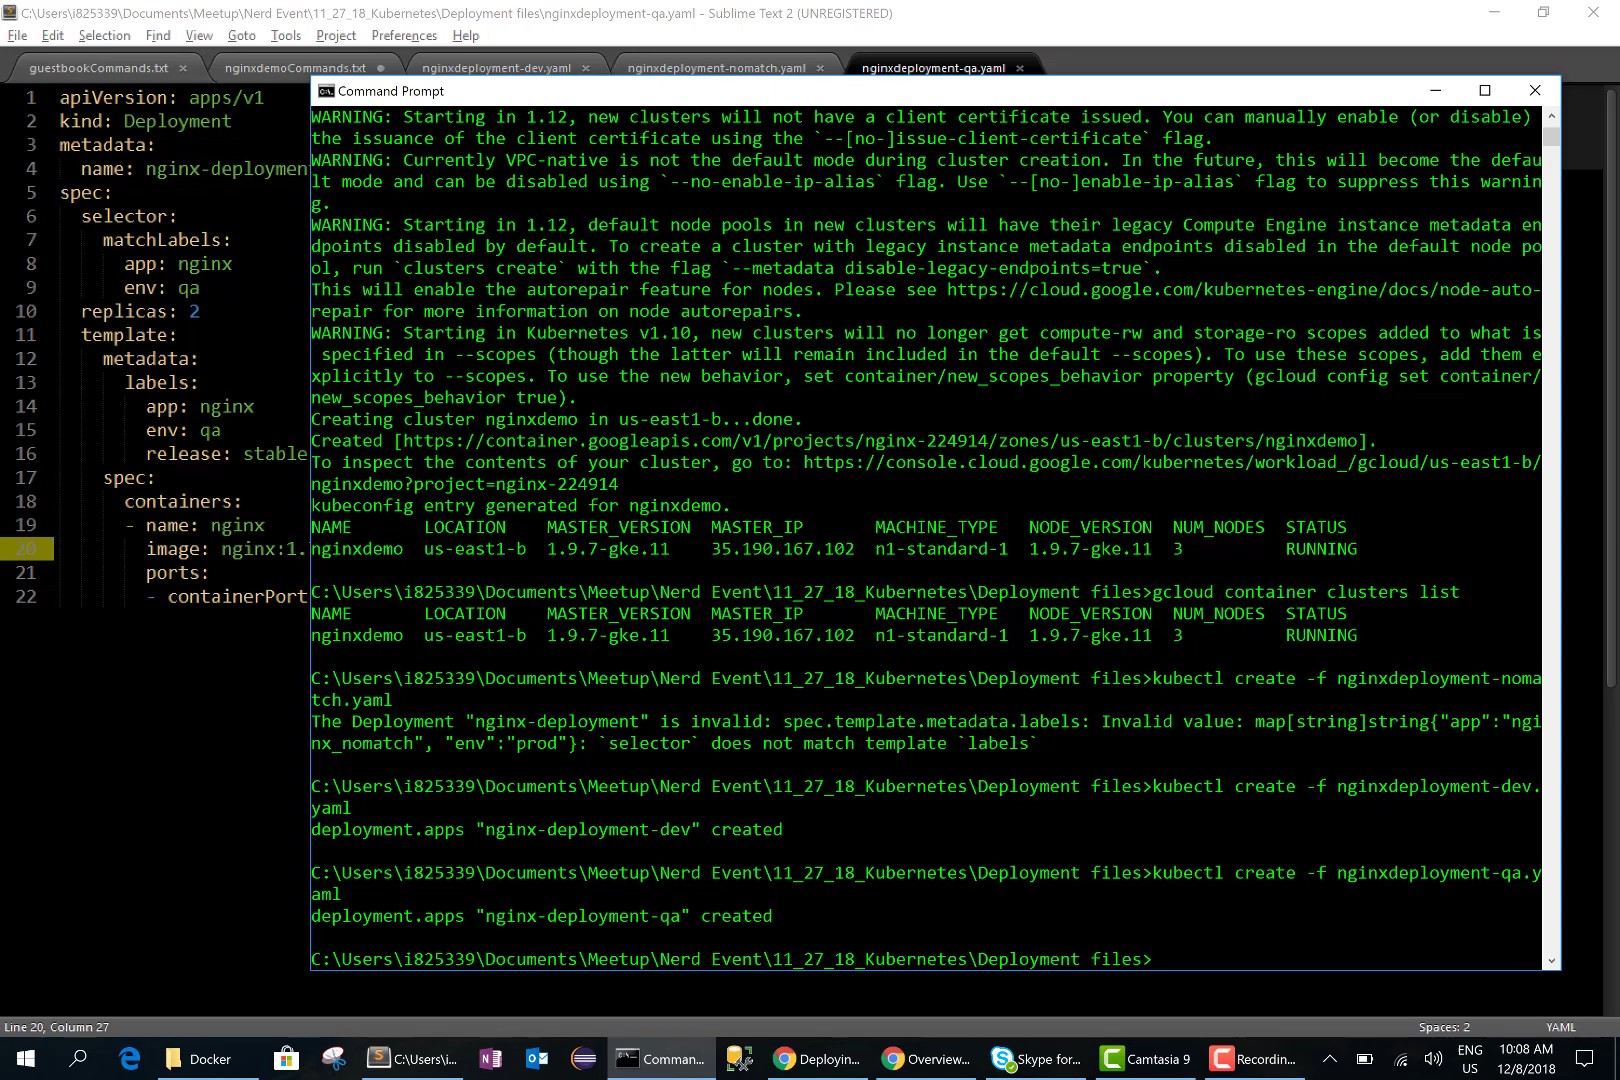 C:\Users\i825339\Documents\Meetup\Nerd Event\11_27_18_Kubernetes\Deployment files\nginxdeployment-qa.yaml - Sublime Text 2 (UNREGISTERED)
File Edit Selection Find View Goto Tools Project Preferences Help
guestbookCommands.txt × nginxdemoCommands.txt nginxdeployment-dev.yaml × nginxdeployment-nomatch.yaml × nginxdeployment-qa.yaml ×
1 apiVersion: apps/v1
2 kind: Deployment
3 metadata:
4 name: nginx-deploymen
5 spec:
6 selector:
7 matchLabels:
8 app: nginx
9 env: qa
10 replicas: 2
11 template:
12 metadata:
13 labels:
14 app: nginx
15 env: qa
16 release: stable
17 spec:
18 containers:
19 - name: nginx
20 image: nginx:1.
21 ports:
22 - containerPort
Command Prompt
WARNING: Starting in 1.12, new clusters will not have a client certificate issued. You can manually enable (or disable)
the issuance of the client certificate using the `--[no-]issue-client-certificate` flag.
WARNING: Currently VPC-native is not the default mode during cluster creation. In the future, this will become the defau
lt mode and can be disabled using `--no-enable-ip-alias` flag. Use `--[no-]enable-ip-alias` flag to suppress this warnin
g.
WARNING: Starting in 1.12, default node pools in new clusters will have their legacy Compute Engine instance metadata en
dpoints disabled by default. To create a cluster with legacy instance metadata endpoints disabled in the default node po
ol, run `clusters create` with the flag `--metadata disable-legacy-endpoints=true`.
This will enable the autorepair feature for nodes. Please see https://cloud.google.com/kubernetes-engine/docs/node-auto-
repair for more information on node autorepairs.
WARNING: Starting in Kubernetes v1.10, new clusters will no longer get compute-rw and storage-ro scopes added to what is
specified in --scopes (though the latter will remain included in the default --scopes). To use these scopes, add them e
xplicitly to --scopes. To use the new behavior, set container/new_scopes_behavior property (gcloud config set container/
new_scopes_behavior true).
Creating cluster nginxdemo in us-east1-b...done.
Created [https://container.googleapis.com/v1/projects/nginx-224914/zones/us-east1-b/clusters/nginxdemo].
To inspect the contents of your cluster, go to: https://console.cloud.google.com/kubernetes/workload_/gcloud/us-east1-b/
nginxdemo?project=nginx-224914
kubeconfig entry generated for nginxdemo.
NAME LOCATION MASTER_VERSION MASTER_IP MACHINE_TYPE NODE_VERSION NUM_NODES STATUS
nginxdemo us-east1-b 1.9.7-gke.11 35.190.167.102 n1-standard-1 1.9.7-gke.11 3 RUNNING
C:\Users\i825339\Documents\Meetup\Nerd Event\11_27_18_Kubernetes\Deployment files>gcloud container clusters list
NAME LOCATION MASTER_VERSION MASTER_IP MACHINE_TYPE NODE_VERSION NUM_NODES STATUS
nginxdemo us-east1-b 1.9.7-gke.11 35.190.167.102 n1-standard-1 1.9.7-gke.11 3 RUNNING
C:\Users\i825339\Documents\Meetup\Nerd Event\11_27_18_Kubernetes\Deployment files>kubectl create -f nginxdeployment-noma
tch.yaml
The Deployment "nginx-deployment" is invalid: spec.template.metadata.labels: Invalid value: map[string]string{"app":"ngi
nx_nomatch", "env":"prod"}: `selector` does not match template `labels`
C:\Users\i825339\Documents\Meetup\Nerd Event\11_27_18_Kubernetes\Deployment files>kubectl create -f nginxdeployment-dev.
yaml
deployment.apps "nginx-deployment-dev" created
C:\Users\i825339\Documents\Meetup\Nerd Event\11_27_18_Kubernetes\Deployment files>kubectl create -f nginxdeployment-qa.y
aml
deployment.apps "nginx-deployment-qa" created
C:\Users\i825339\Documents\Meetup\Nerd Event\11_27_18_Kubernetes\Deployment files>
Line 20, Column 27 Spaces: 2 YAML
Docker C:\Users\i... Comman... Deployin... Overview... Skype for... Camtasia 9 Recordin... ENG US 10:08 AM 12/8/2018